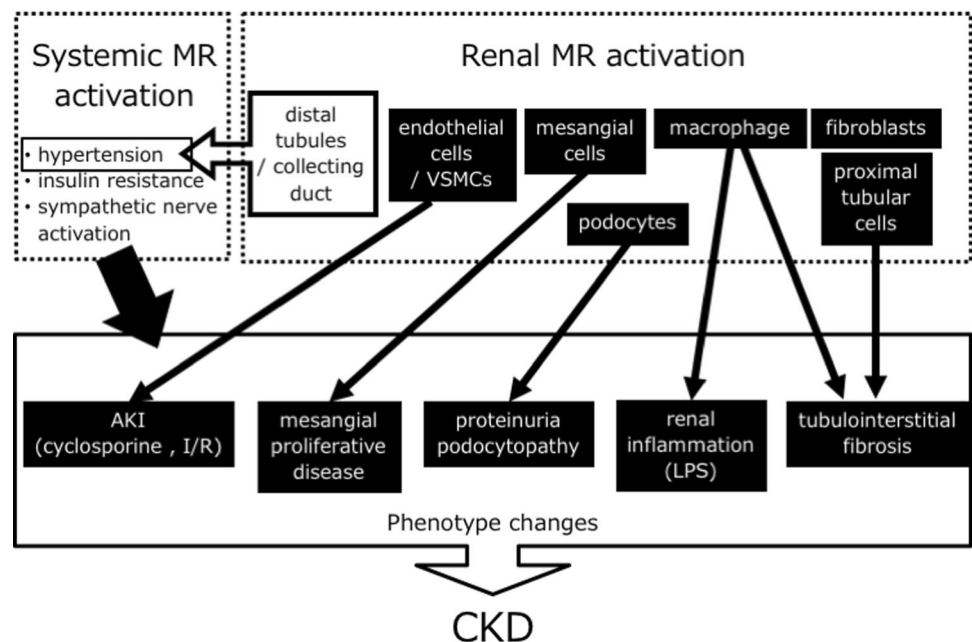 Systemic MR
activation
• hypertension
• insulin resistance
• sympathetic nerve
activation
Renal MR activation
distal
tubules
/ collecting
duct
endothelial
cells
/ VSMCs
mesangial
cells
podocytes
macrophage
fibroblasts
proximal
tubular
cells
AKI
(cyclosporine , I/R)
mesangial
proliferative
disease
proteinuria
podocytopathy
renal
inflammation
(LPS)
tubulointerstitial
fibrosis
Phenotype changes
CKD